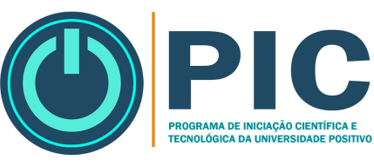 PIC
PROGRAMA DE INICIAÇÃO CIENTÍFICA E
TECNOLÓGICA DA UNIVERSIDADE POSITIVO